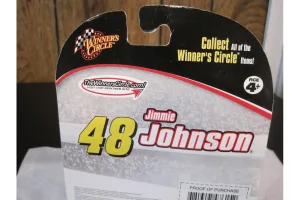 WINNER'S
CIRCLE
Collect All of the
Winner's Circle Items!
AGE
4+
TheWinnersCircle.com!
Jimmie
48 Johnson
PROOF OF PURCHASE